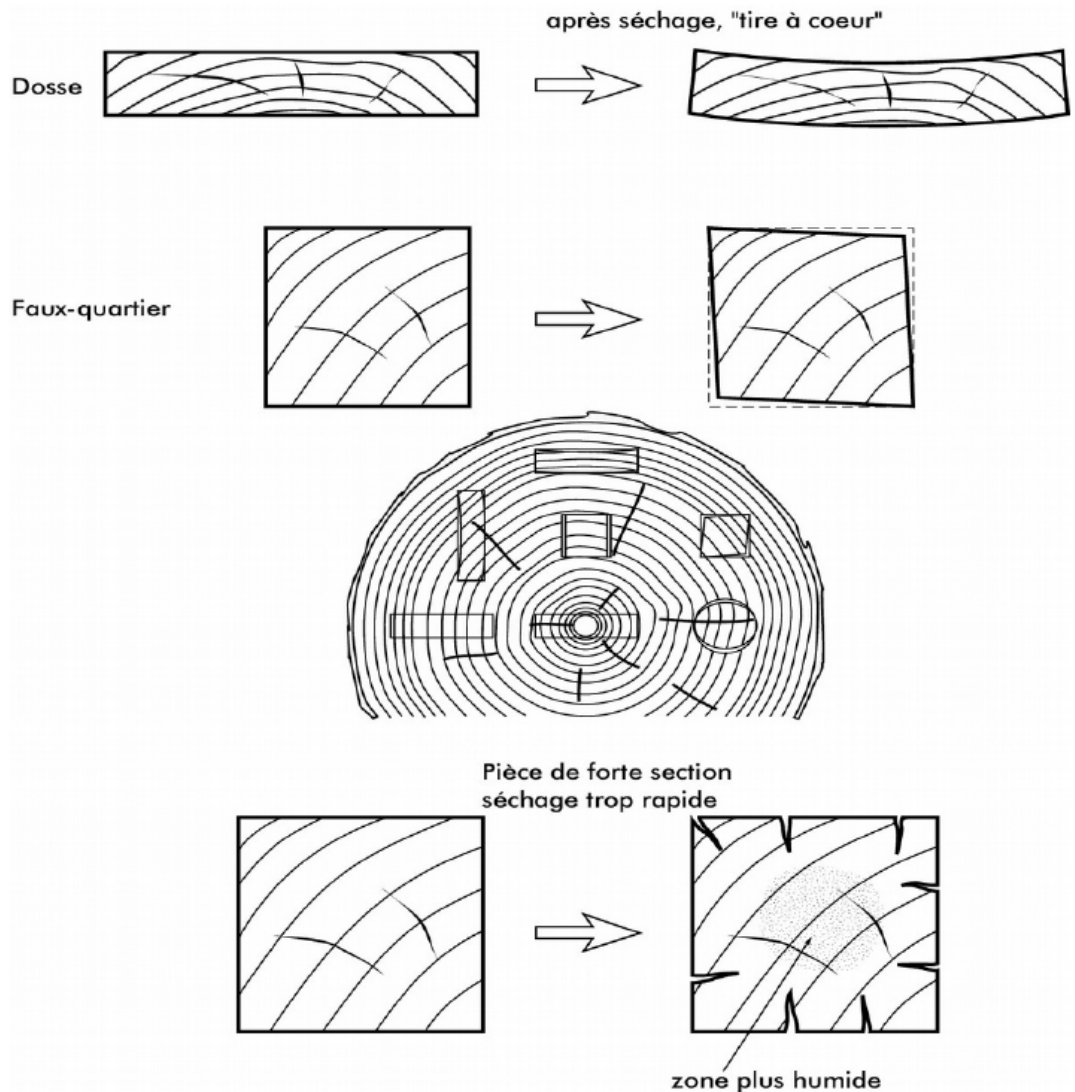 après séchage, "tire à coeur"
Dosse
Faux-quartier
Pièce de forte section
séchage trop rapide
zone plus humide